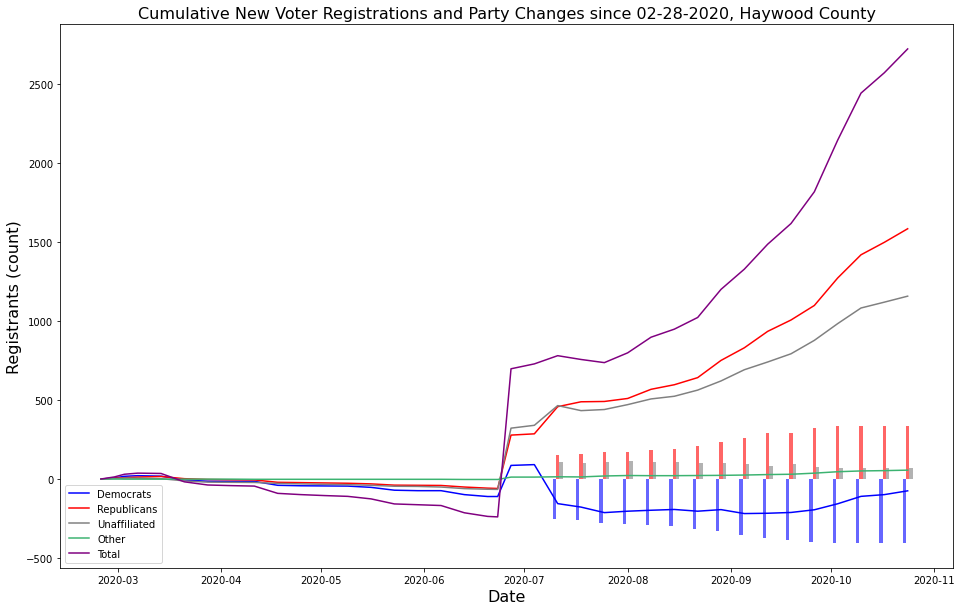 Cumulative New Voter Registrations and Party Changes since 02-28-2020, Haywood County
Registrants (count)
2500
2000
1500
1000
500
0
−500
Democrats
Republicans
Unaffiliated
Other
Total
2020-03 2020-04 2020-05 2020-06 2020-07 2020-08 2020-09 2020-10 2020-11
Date